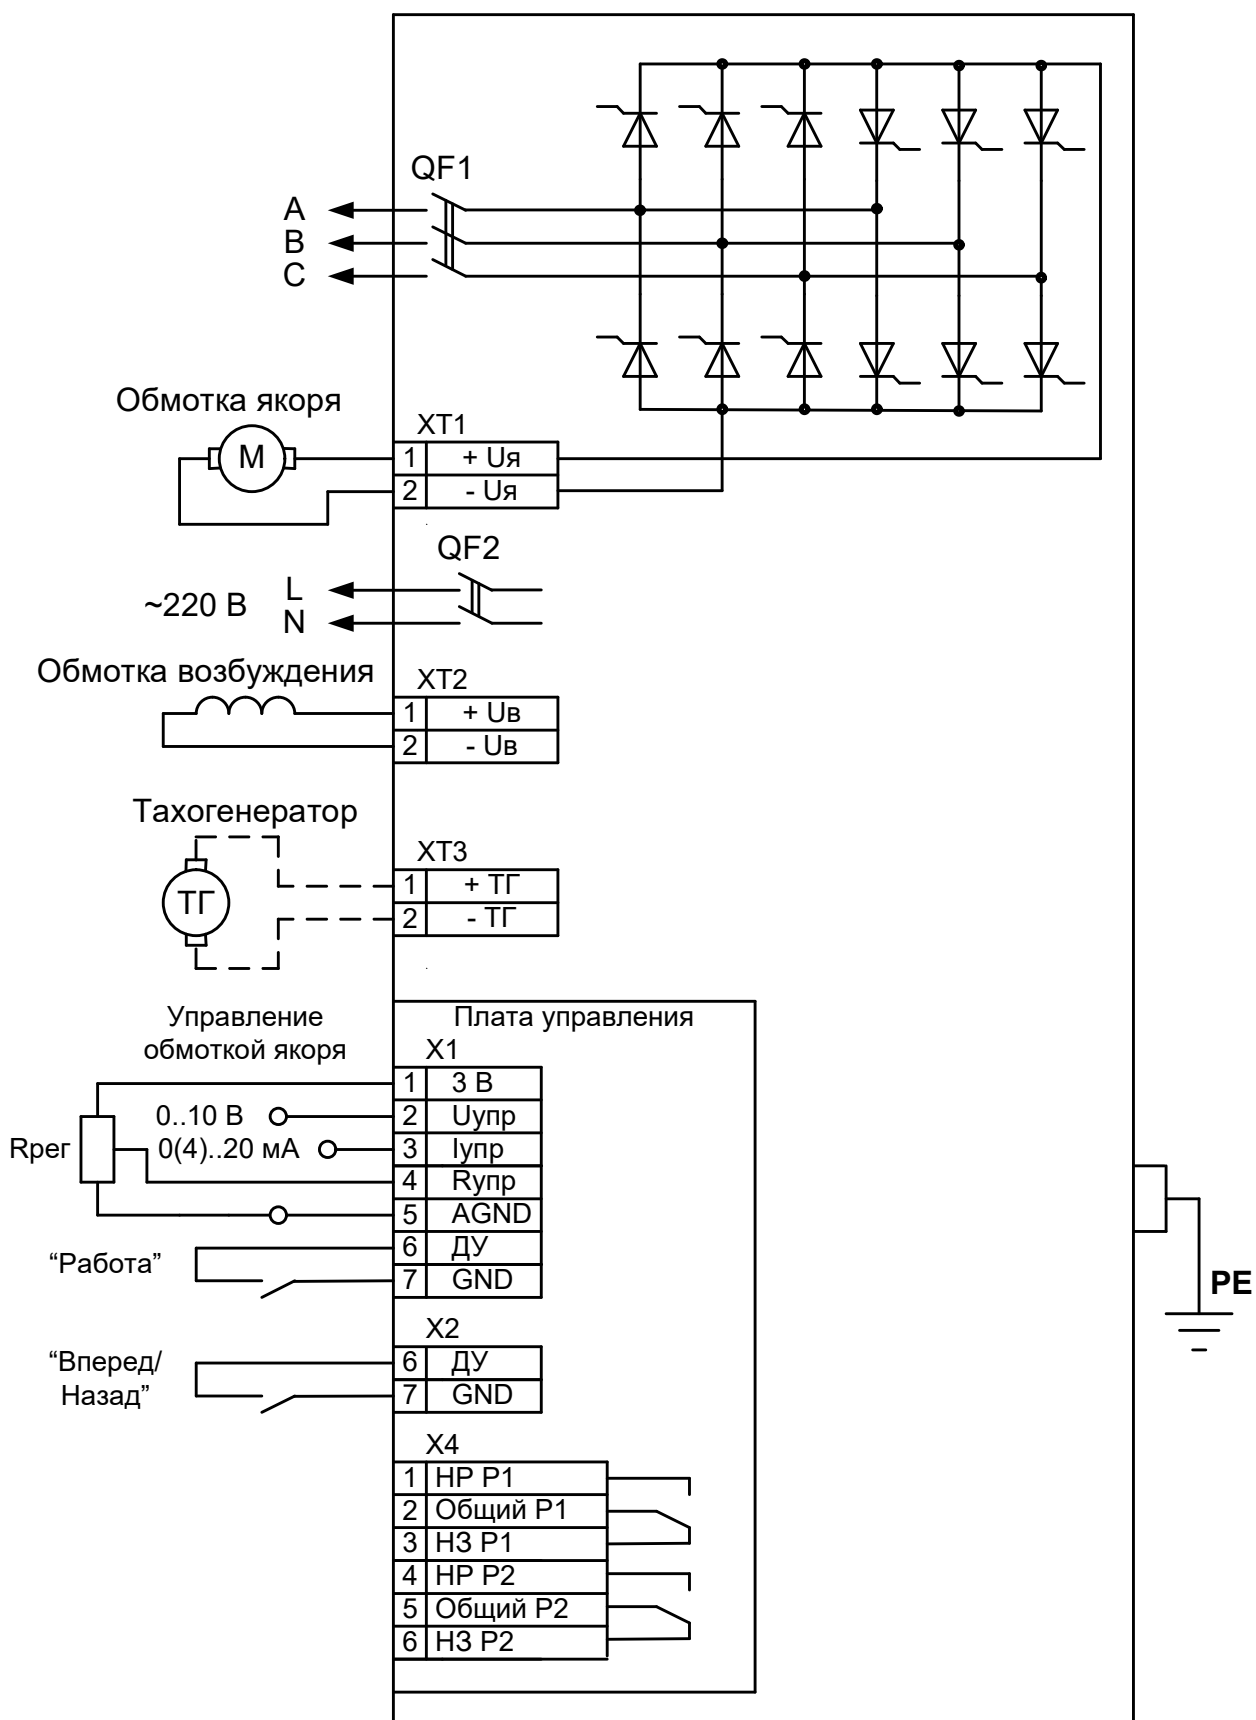 QF1
A
B
C
Обмотка якоря
М
XT1
1 + Uя
2 - Uя
QF2
~220 В
L
N
Обмотка возбуждения
XT2
1 + Uв
2 - Uв
Тахогенератор
ТГ
XT3
1 + ТГ
2 - ТГ
Управление
обмоткой якоря
Плата управления
X1
1 3 В
0..10 В 2 Uупр
Rрег 0(4)..20 мА 3 Iупр
4 Rупр
5 AGND
6 ДУ
“Работа”
7 GND
PE
X2
“Вперед/
Назад”
6 ДУ
7 GND
X4
1 НР Р1
2 Общий Р1
3 НЗ Р1
4 НР Р2
5 Общий Р2
6 НЗ Р2